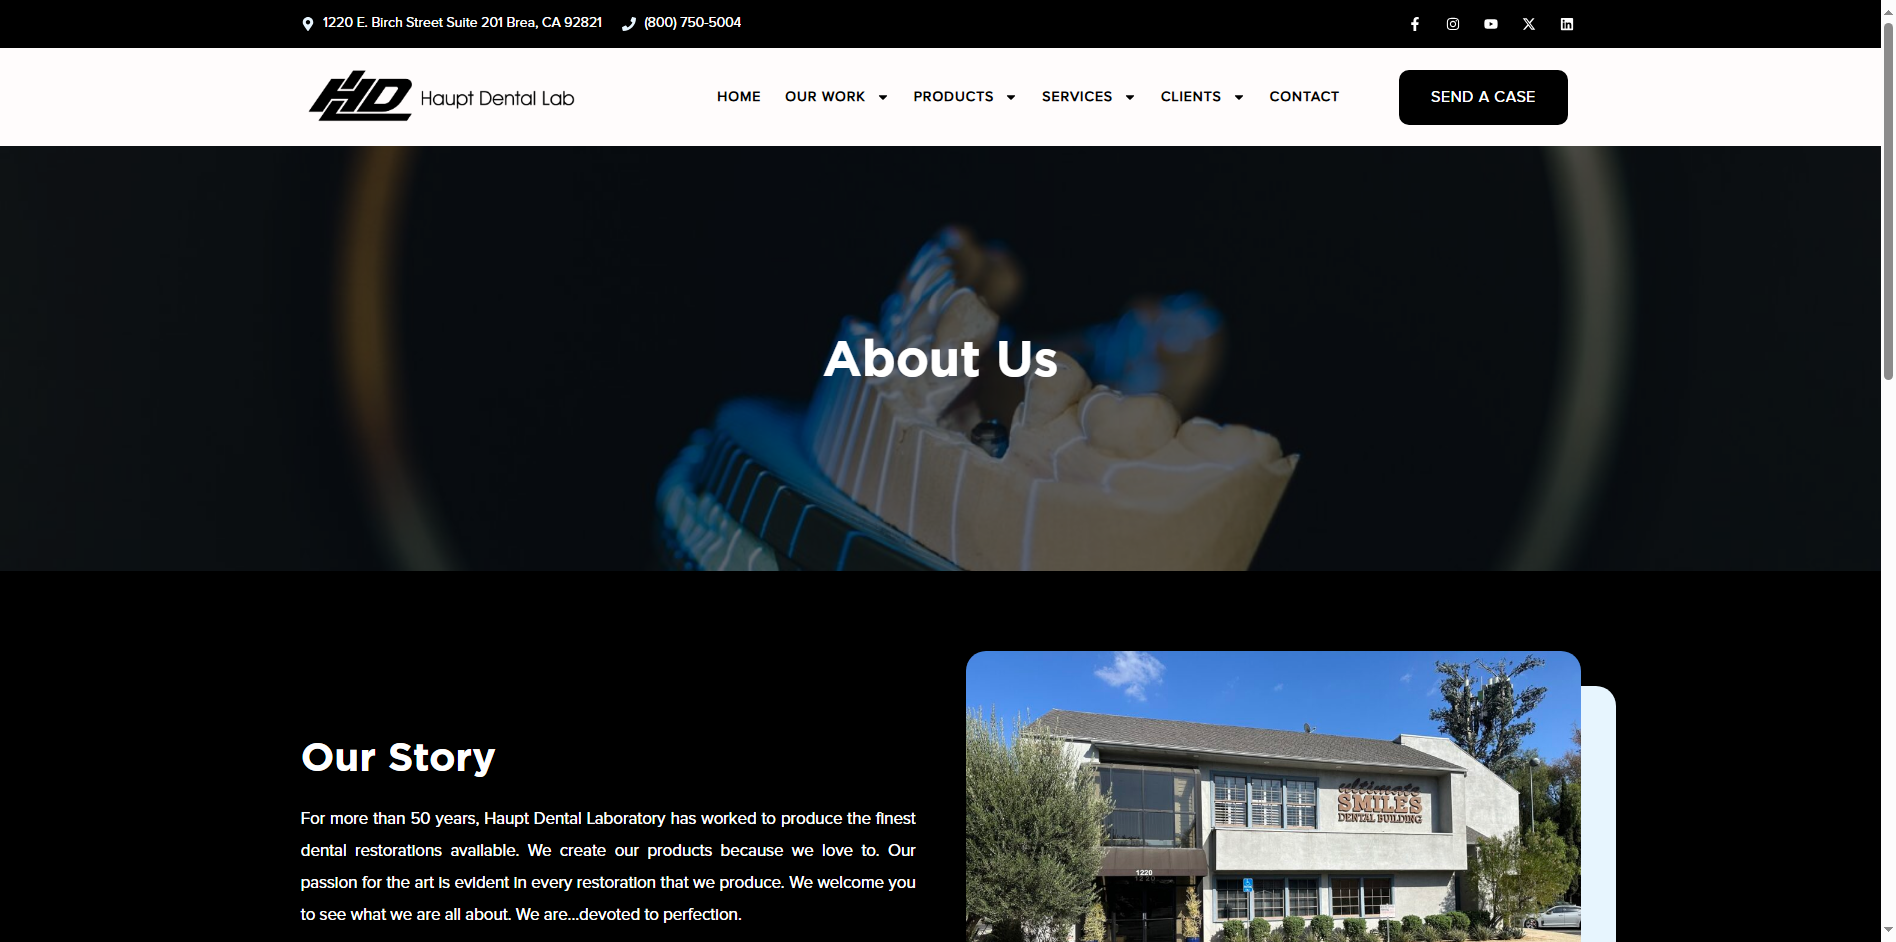 1220 E. Birch Street Suite 201 Brea, CA 92821 (800) 750-5004
HD Haupt Dental Lab
HOME OUR WORK PRODUCTS SERVICES CLIENTS CONTACT SEND A CASE
About Us
Our Story
For more than 50 years, Haupt Dental Laboratory has worked to produce the finest
dental restorations available. We create our products because we love to. Our
passion for the art is evident in every restoration that we produce. We welcome you
to see what we are all about. We are...devoted to perfection.
ultimate
SMILES
DENTAL BUILDING
1220